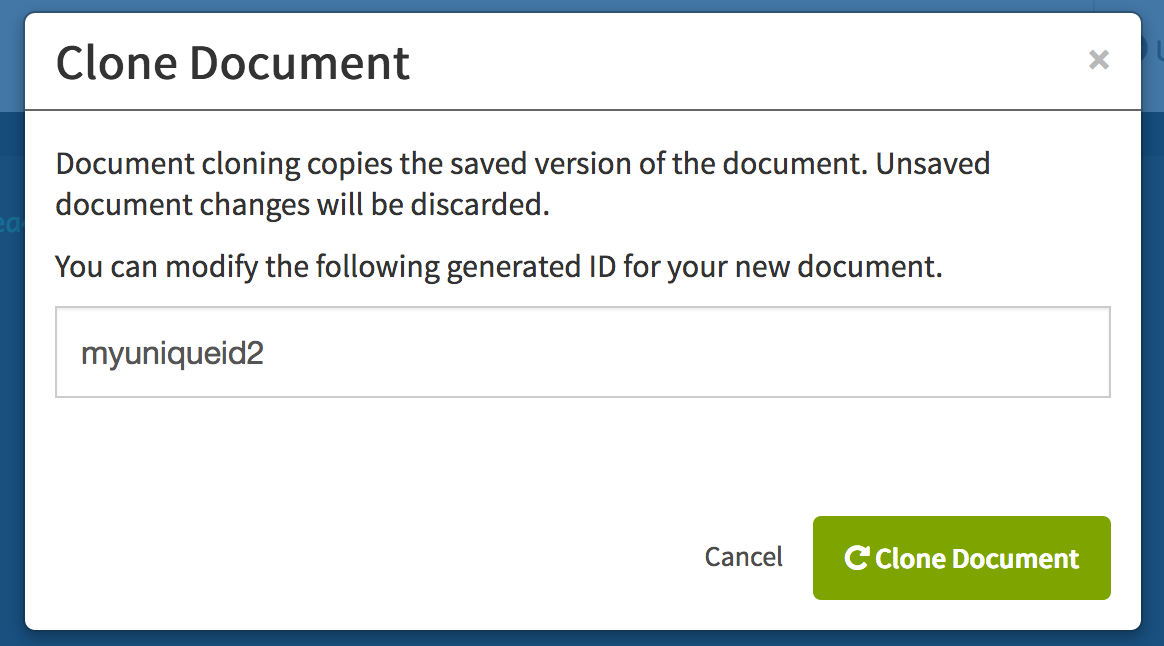 Clone Document
Document cloning copies the saved version of the document. Unsaved
document changes will be discarded.
You can modify the following generated ID for your new document.
myuniqueid2
Cancel
Clone Document